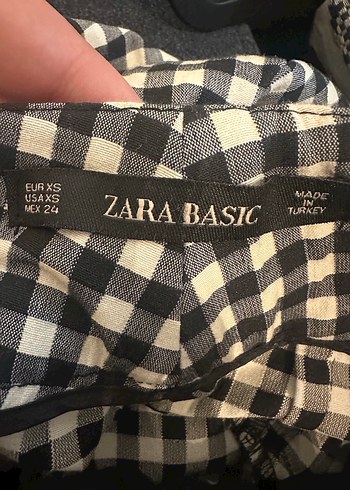 EUR XS
USA XS
MEX 24
ZARA BASIC
MADE
IN
TURKEY